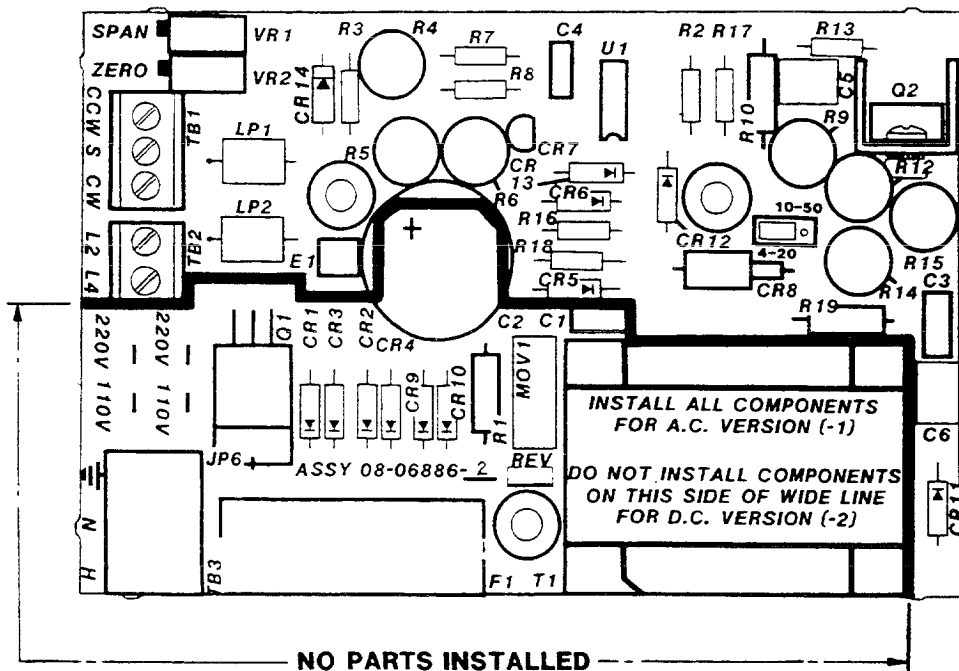 SPAN
VR1
ZERO
VR2
R3
R4
R7
R8
C4
U1
R2
R17
R13
C5
Q2
CR14
R10
R9
CCW
S
CW
TB1
LP1
R5
CR7
CR
13
CR6
R6
R12
L2
L4
TB2
LP2
E1
+
R16
R18
CR5
CR12
10-50
4-20
CR8
R14
R15
C3
R19
C2
C1
220V 110V
220V 110V
Q1
CR1
CR3
CR2
CR4
CR9
CR10
R1
MOV1
INSTALL ALL COMPONENTS
FOR A.C. VERSION (-1)
DO NOT INSTALL COMPONENTS
ON THIS SIDE OF WIDE LINE
FOR D.C. VERSION (-2)
C6
CR11
JP6
ASSY 08-06886-2
REV
N
H
TB3
F1
T1
NO PARTS INSTALLED